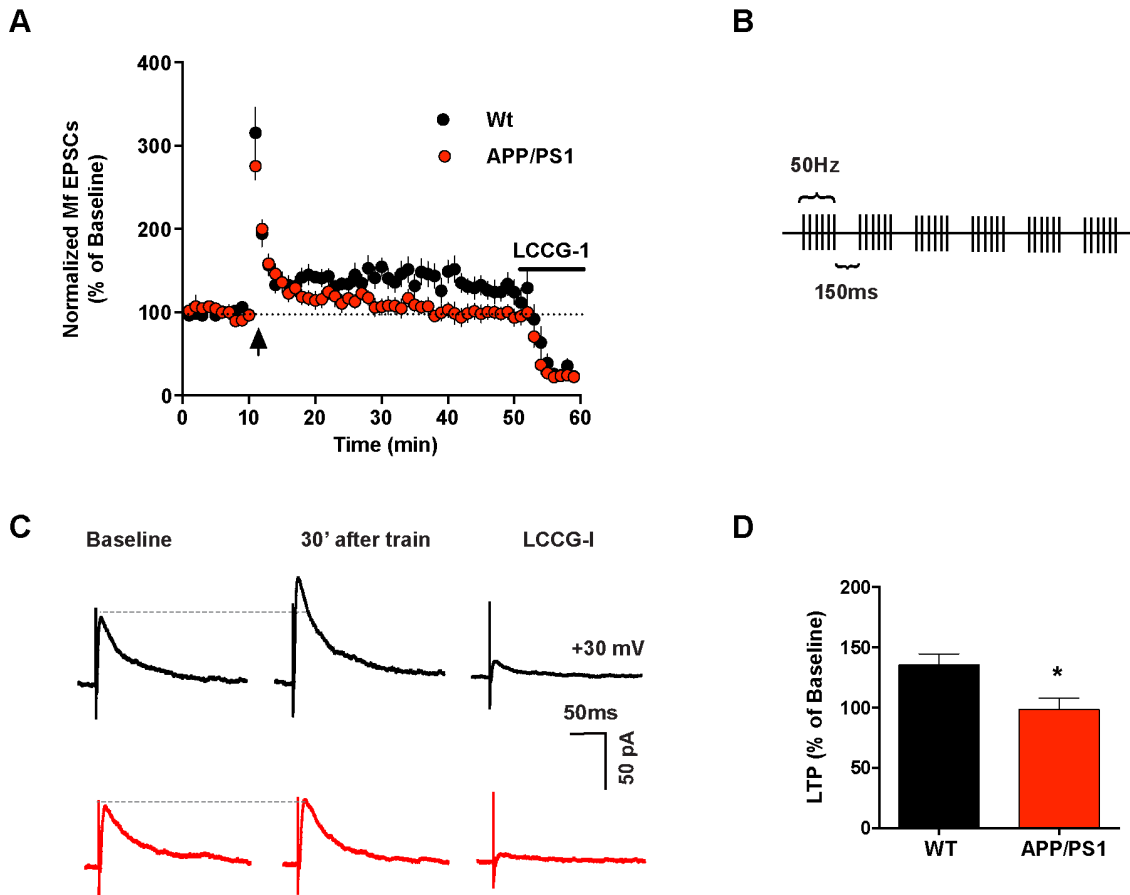 A
Normalized Mf EPSCs
(% of Baseline)
400
300
200
100
0
Wt
APP/PS1
LCCG-1
0 10 20 30 40 50 60
Time (min)
B
50Hz
150ms
C
Baseline 30’ after train LCCG-I
+30 mV
50ms
50 pA
D
LTP (% of Baseline)
200
150
100
50
0
*
WT APP/PS1